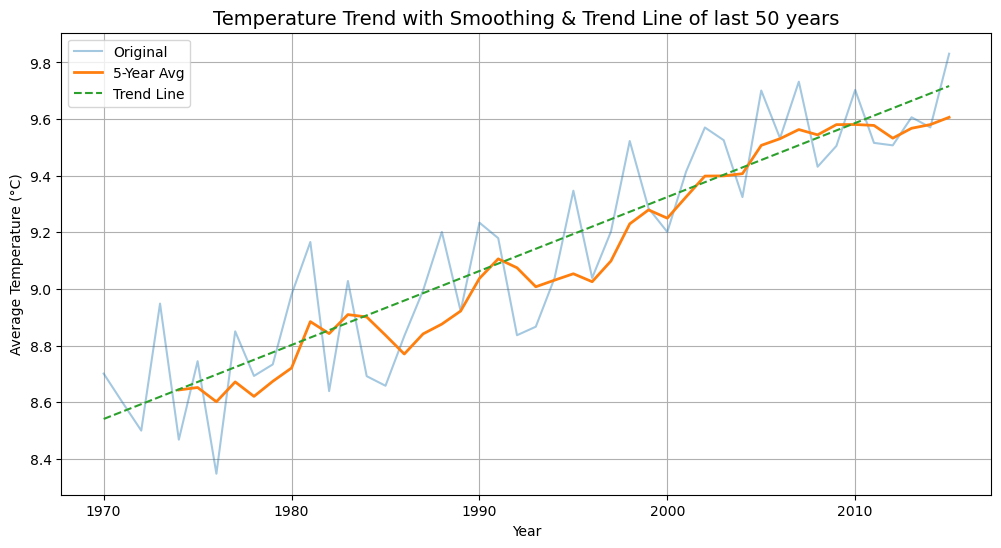 Temperature Trend with Smoothing & Trend Line of last 50 years
Original
5-Year Avg
Trend Line
Average Temperature (°C)
9.8
9.6
9.4
9.2
9.0
8.8
8.6
8.4
1970 1980 1990 2000 2010
Year